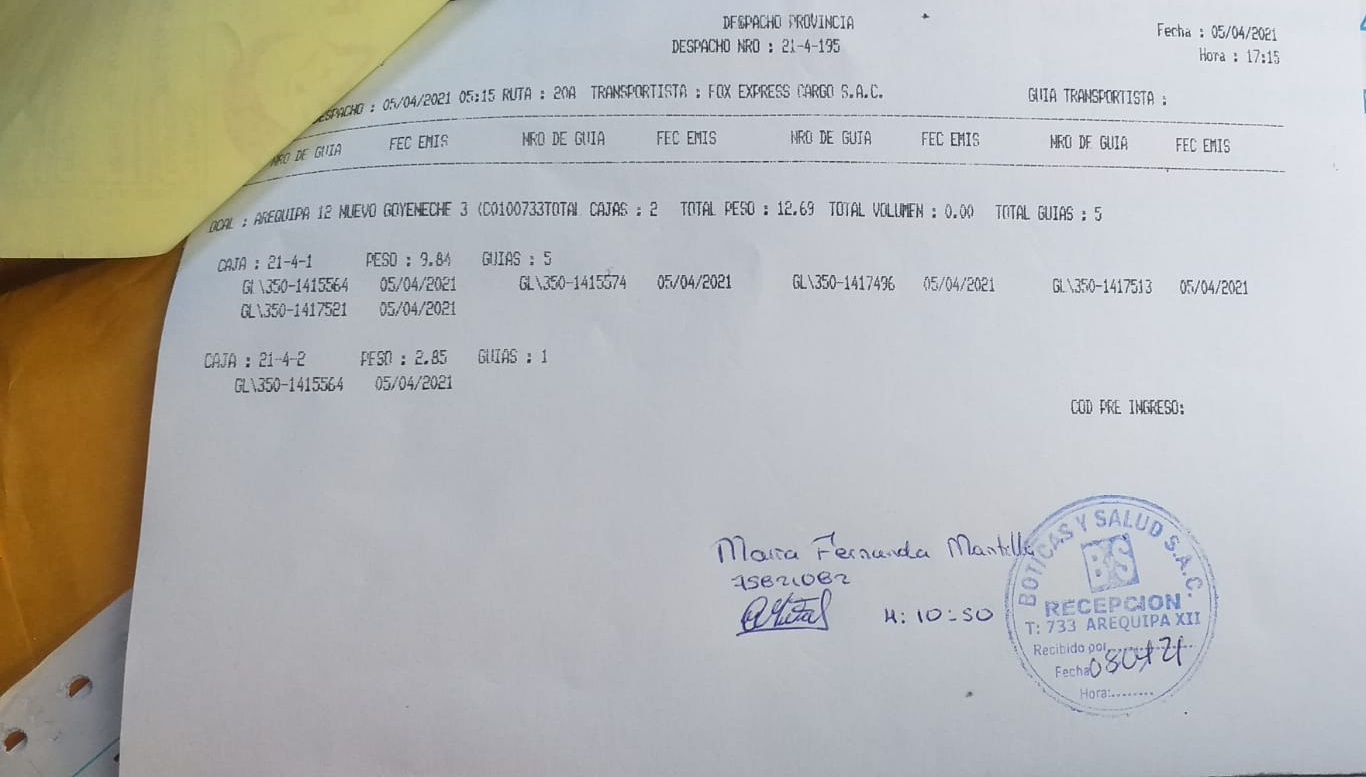 DESPACHO PROVINCIA
DESPACHO NRO : 21-4-195
Fecha : 05/04/2021
Hora : 17:15
ESPACHO : 05/04/2021 05:15 RUTA : 20A TRANSPORTISTA : FOX EXPRESS CARGO S.A.C. GUIA TRANSPORTISTA :
NRO DE GUIA FEC EMIS NRO DE GUIA FEC EMIS NRO DE GUIA FEC EMIS NRO DE GUIA FEC EMIS
OCAL : AREQUIPA 12 NUEVO GOYENECHE 3 (C0100733TOTAL CAJAS : 2 TOTAL PESO : 12.69 TOTAL VOLUMEN : 0.00 TOTAL GUIAS : 5
CAJA : 21-4-1 PESO : 9.84 GUIAS : 5
GL\350-1415564 05/04/2021 GL\350-1415574 05/04/2021 GL\350-1417496 05/04/2021 GL\350-1417513 05/04/2021
GL\350-1417521 05/04/2021
CAJA : 21-4-2 PESO : 2.85 GUIAS : 1
GL\350-1415564 05/04/2021
COD PRE INGRESO:
Maria Fernanda Mantilla
H: 10:50
BOTICAS Y SALUD S.A.C.
BS
RECEPCION
T: 733 AREQUIPA XII
Recibido por
Fecha 080421
Hora:........